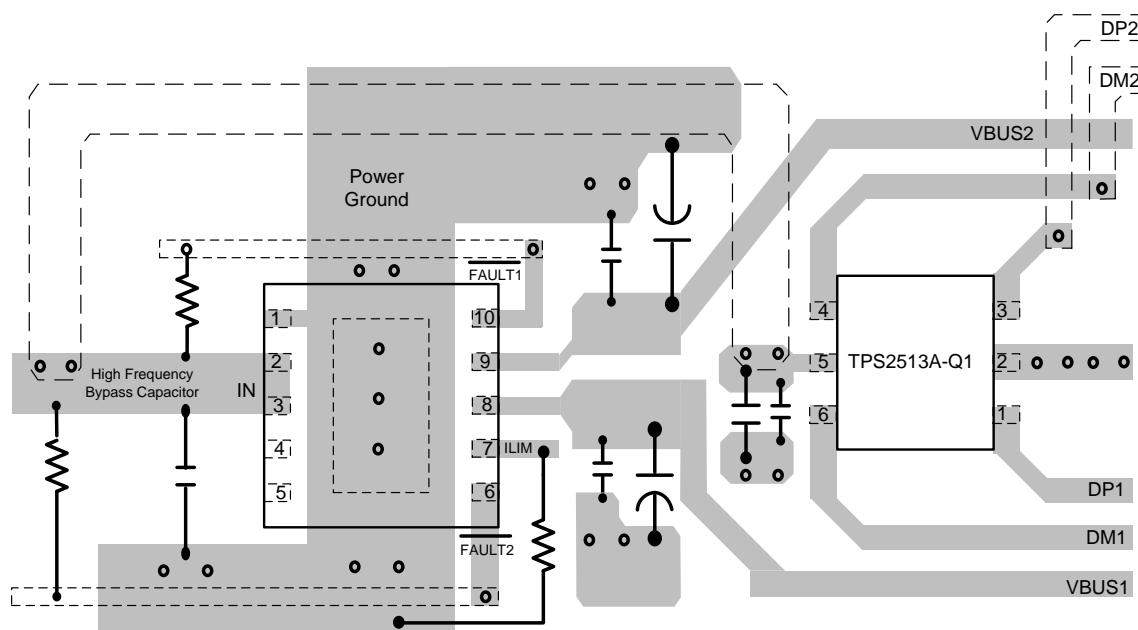 DP2
DM2
VBUS2
Power
Ground
FAULT1
1
10
4
3
2
9
High Frequency
Bypass Capacitor
IN
5
TPS2513A-Q1
2
3
8
6
1
4
7
ILIM
5
6
DP1
DM1
FAULT2
VBUS1